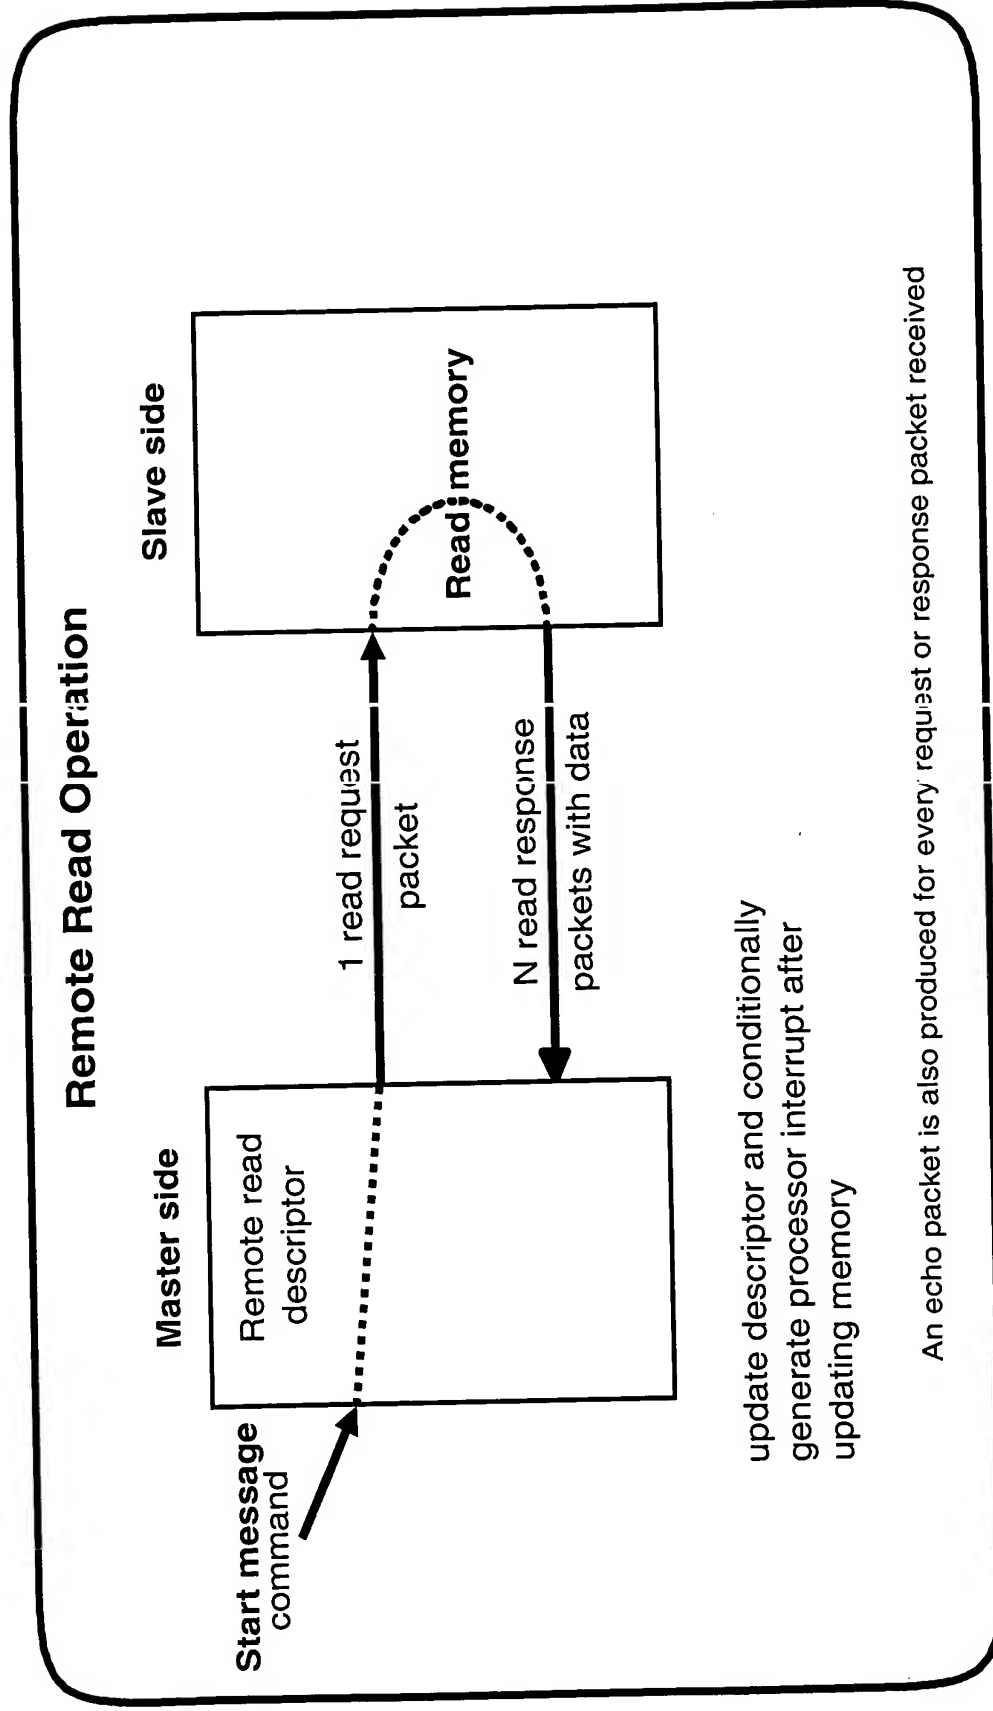 Remote Read Operation
Master side
Slave side
Start message
command
Remote read
descriptor
1 read request
packet
Read memory
N read response
packets with data
update descriptor and conditionally
generate processor interrupt after
updating memory
An echo packet is also produced for every request or response packet received